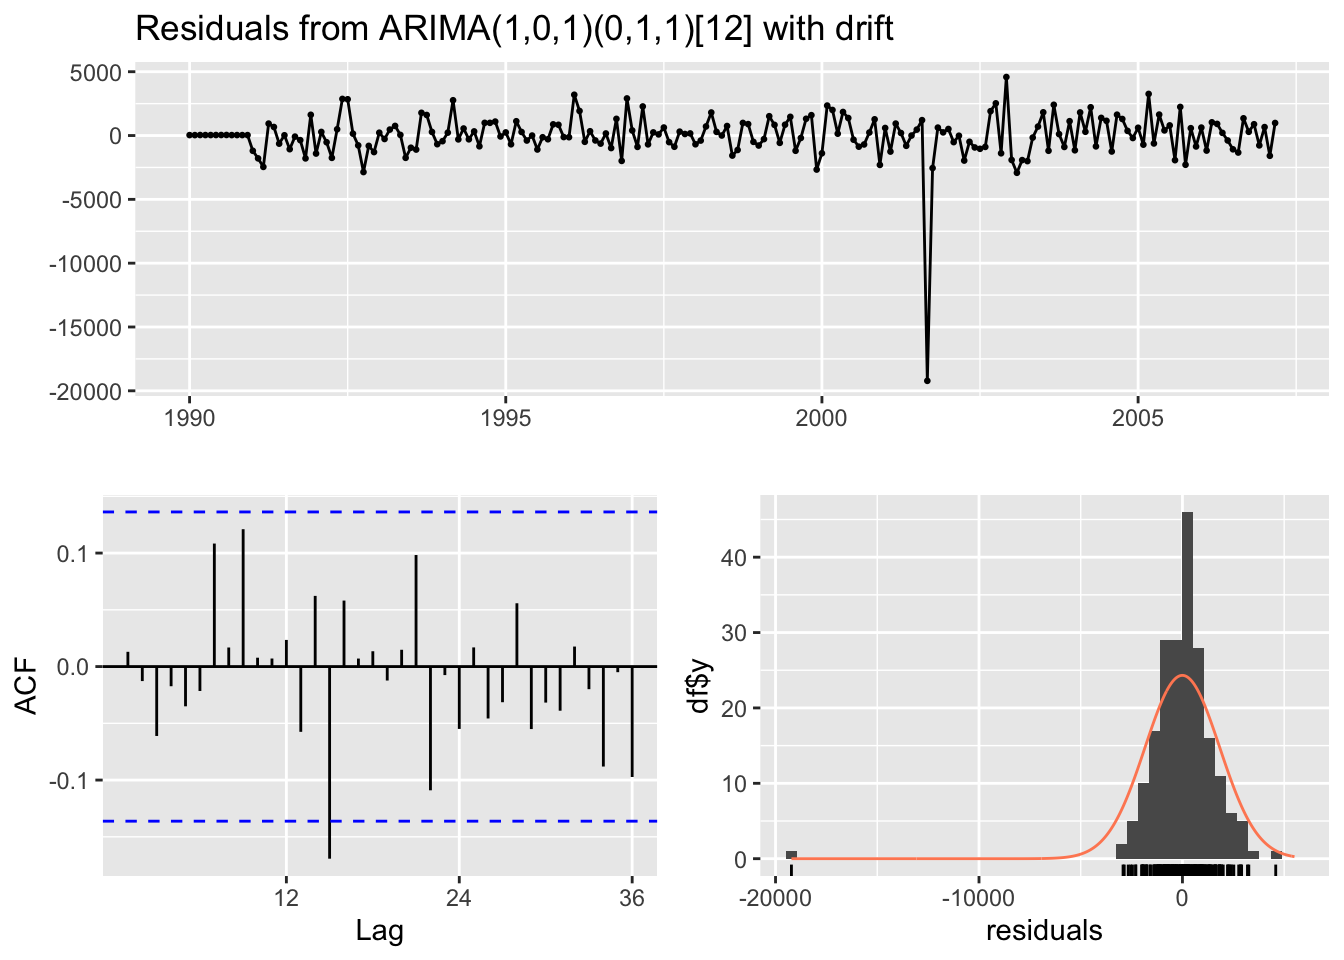 Residuals from ARIMA(1,0,1)(0,1,1)[12] with drift
5000
0
-5000
-10000
-15000
-20000
1990 1995 2000 2005
ACF
0.1
0.0
-0.1
12 24 36
Lag
df$y
40
30
20
10
0
-20000 -10000 0
residuals